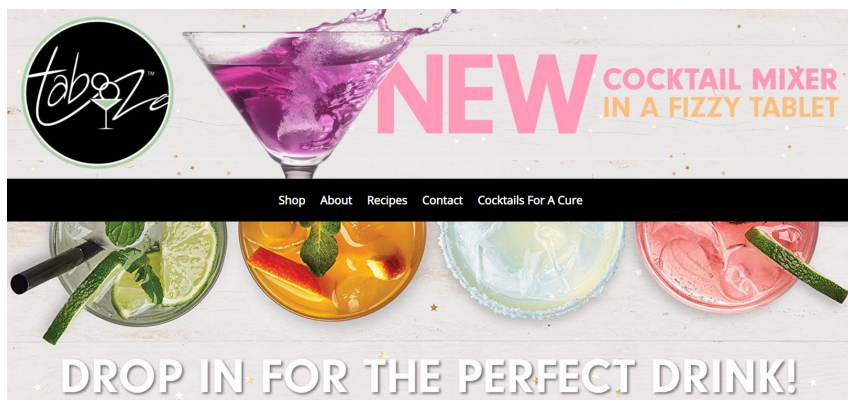 tabooze™
NEW
COCKTAIL MIXER
IN A FIZZY TABLET
Shop About Recipes Contact Cocktails For A Cure
DROP IN FOR THE PERFECT DRINK!